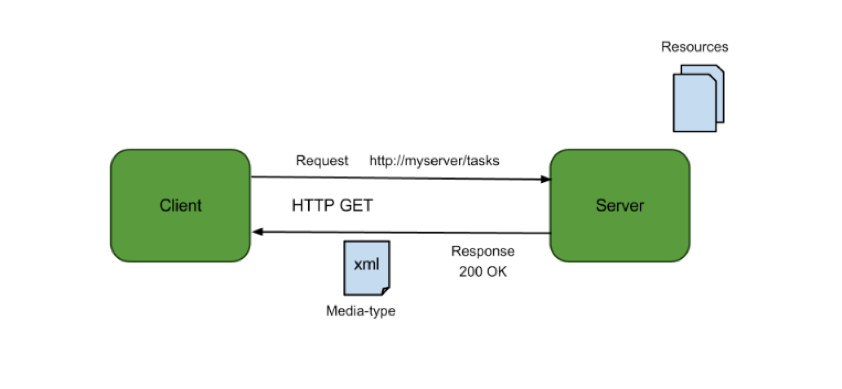 Resources
Request http://myserver/tasks
Client
HTTP GET
Server
xml
Response
200 OK
Media-type